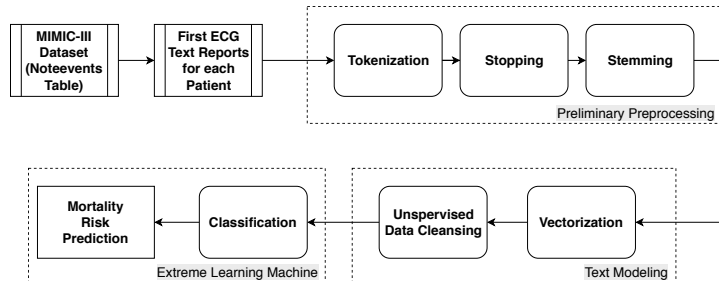 MIMIC-III
Dataset
(Noteevents
Table)
First ECG
Text Reports
for each
Patient
Tokenization
Stopping
Stemming
Preliminary Preprocessing
Mortality
Risk
Prediction
Classification
Extreme Learning Machine
Unspervised
Data Cleansing
Vectorization
Text Modeling